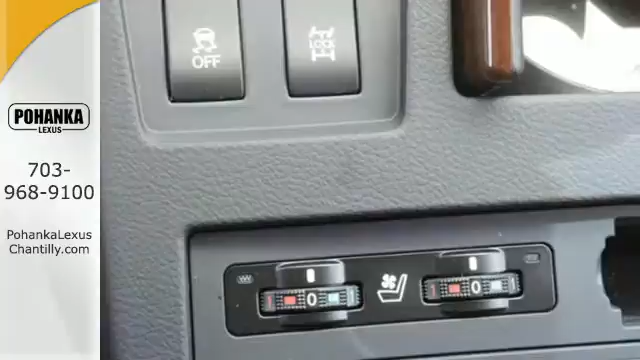 POHANKA
LEXUS
703-
968-9100
PohankaLexus
Chantilly.com
OFF
LOCK
0
0